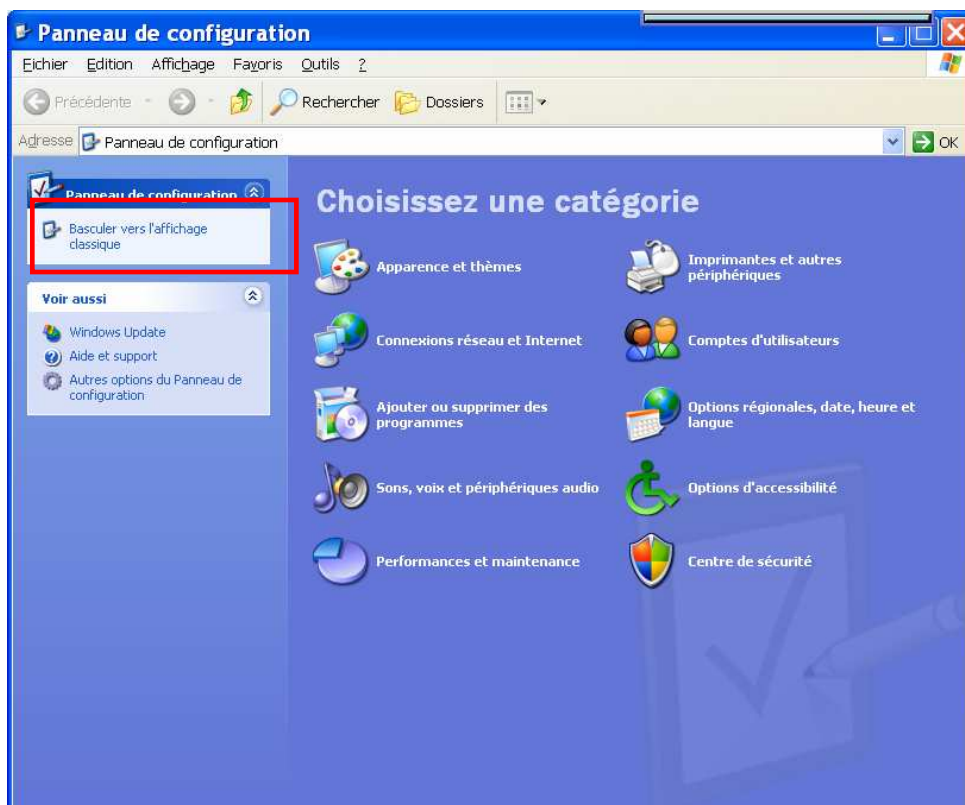 Panneau de configuration
Fichier Edition Affichage Favoris Outils ?
Précédente Rechercher Dossiers
Adresse Panneau de configuration OK
Panneau de configuration
Basculer vers l'affichage
classique
Voir aussi
Windows Update
Aide et support
Autres options du Panneau de
configuration
Choisissez une catégorie
Apparence et thèmes
Imprimantes et autres
périphériques
Connexions réseau et Internet
Comptes d'utilisateurs
Ajouter ou supprimer des
programmes
Options régionales, date, heure et
langue
Sons, voix et périphériques audio
Options d'accessibilité
Performances et maintenance
Centre de sécurité